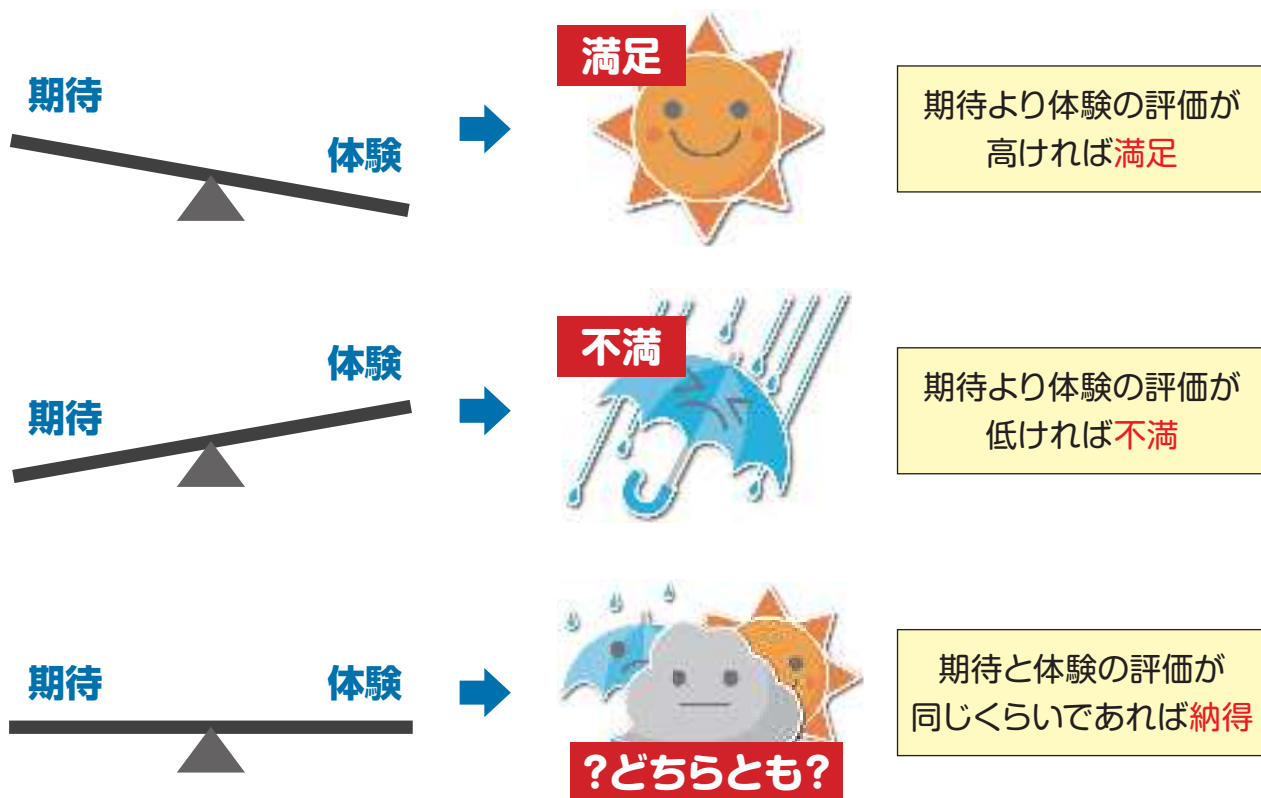 期待
体験
満足
期待より体験の評価が
高ければ満足
期待
体験
不満
期待より体験の評価が
低ければ不満
期待
体験
?どちらとも?
期待と体験の評価が
同じくらいであれば納得